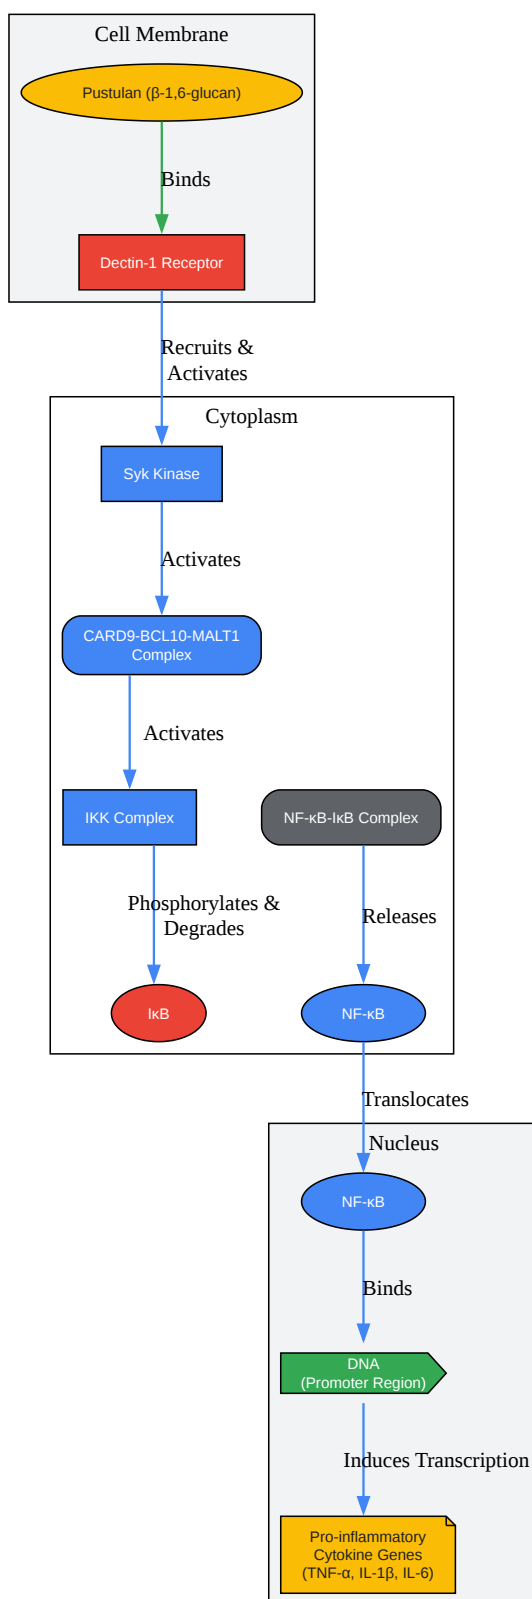 Cell Membrane
Pustulan (β-1,6-glucan)
Binds
Dectin-1 Receptor
Recruits &
Activates
Cytoplasm
Syk Kinase
Activates
CARD9-BCL10-MALT1
Complex
Activates
IKK Complex
NF-κB-IκB Complex
Phosphorylates &
Degrades
Releases
IκB
NF-κB
Translocates
Nucleus
NF-κB
Binds
DNA
(Promoter Region)
Induces Transcription
Pro-inflammatory
Cytokine Genes
(TNF-α, IL-1β, IL-6)